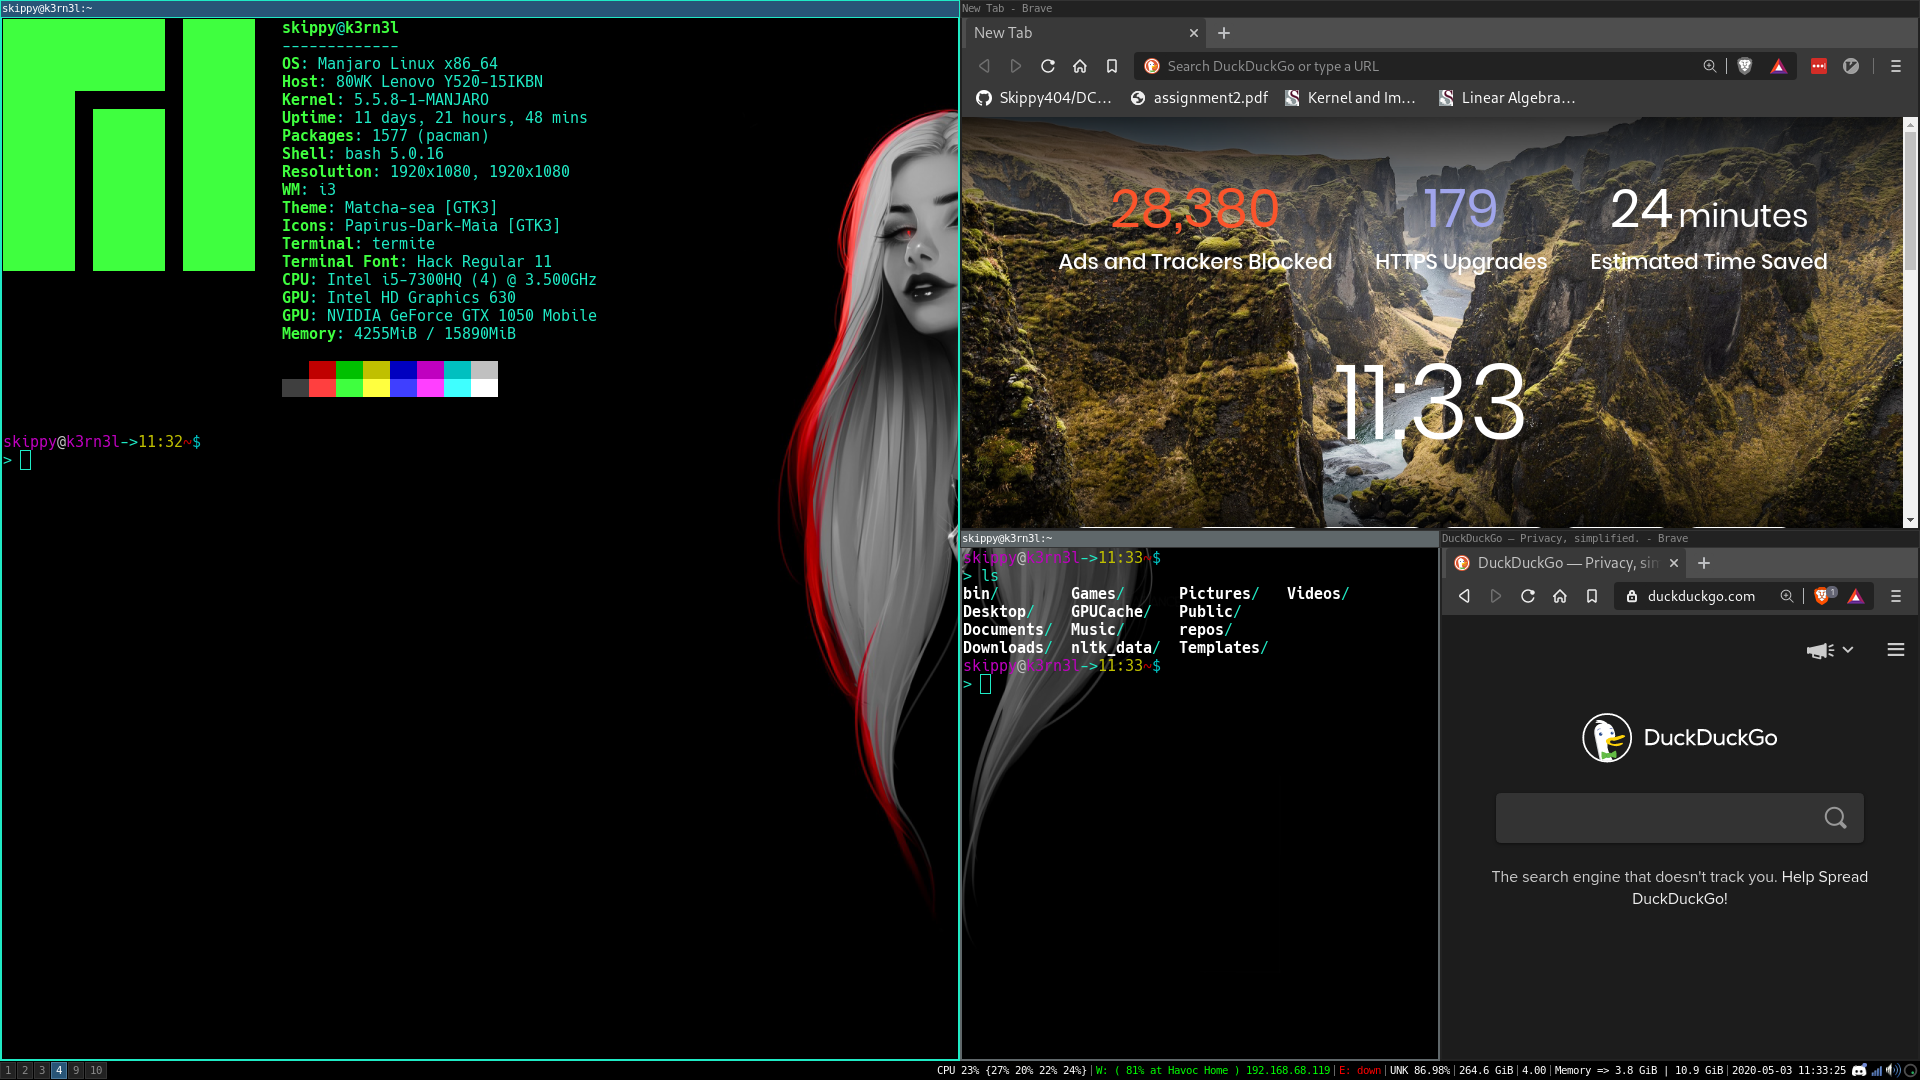 skippy@k3rn3l:~
skippy@k3rn3l
-------------
OS: Manjaro Linux x86_64
Host: 80WK Lenovo Y520-15IKBN
Kernel: 5.5.8-1-MANJARO
Uptime: 11 days, 21 hours, 48 mins
Packages: 1577 (pacman)
Shell: bash 5.0.16
Resolution: 1920x1080, 1920x1080
WM: i3
Theme: Matcha-sea [GTK3]
Icons: Papirus-Dark-Maia [GTK3]
Terminal: termite
Terminal Font: Hack Regular 11
CPU: Intel i5-7300HQ (4) @ 3.500GHz
GPU: Intel HD Graphics 630
GPU: NVIDIA GeForce GTX 1050 Mobile
Memory: 4255MiB / 15890MiB
skippy@k3rn3l->11:32~$
>
New Tab - Brave
New Tab
Search DuckDuckGo or type a URL
Skippy404/DC... assignment2.pdf Kernel and Im... Linear Algebra...
28,380 179 24 minutes
Ads and Trackers Blocked HTTPS Upgrades Estimated Time Saved
11:33
skippy@k3rn3l:~
skippy@k3rn3l->11:33~$
> ls
bin/ Games/ Pictures/ Videos/
Desktop/ GPUCache/ Public/
Documents/ Music/ repos/
Downloads/ nltk_data/ Templates/
skippy@k3rn3l->11:33~$
>
DuckDuckGo — Privacy, simplified. - Brave
DuckDuckGo — Privacy, sim
duckduckgo.com
1
DuckDuckGo
The search engine that doesn't track you. Help Spread
DuckDuckGo!
1 2 3 4 9 10
CPU 23% {27% 20% 22% 24%} | W: ( 81% at Havoc Home ) 192.168.68.119 | E: down | UNK 86.98% | 264.6 GiB | 4.00 | Memory => 3.8 GiB | 10.9 GiB | 2020-05-03 11:33:25